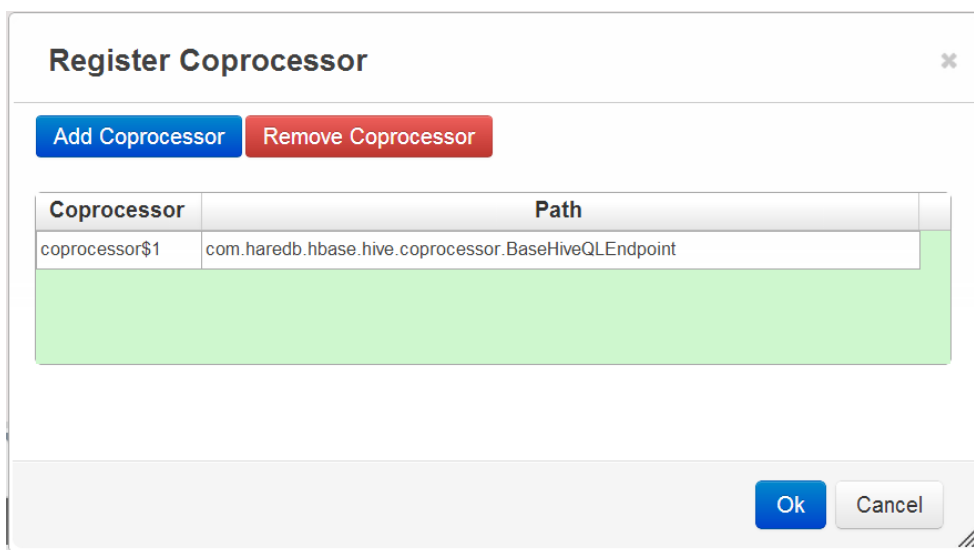 Register Coprocessor
Add Coprocessor Remove Coprocessor
Coprocessor Path
coprocessor$1 com.haredb.hbase.hive.coprocessor.BaseHiveQLEndpoint
Ok Cancel